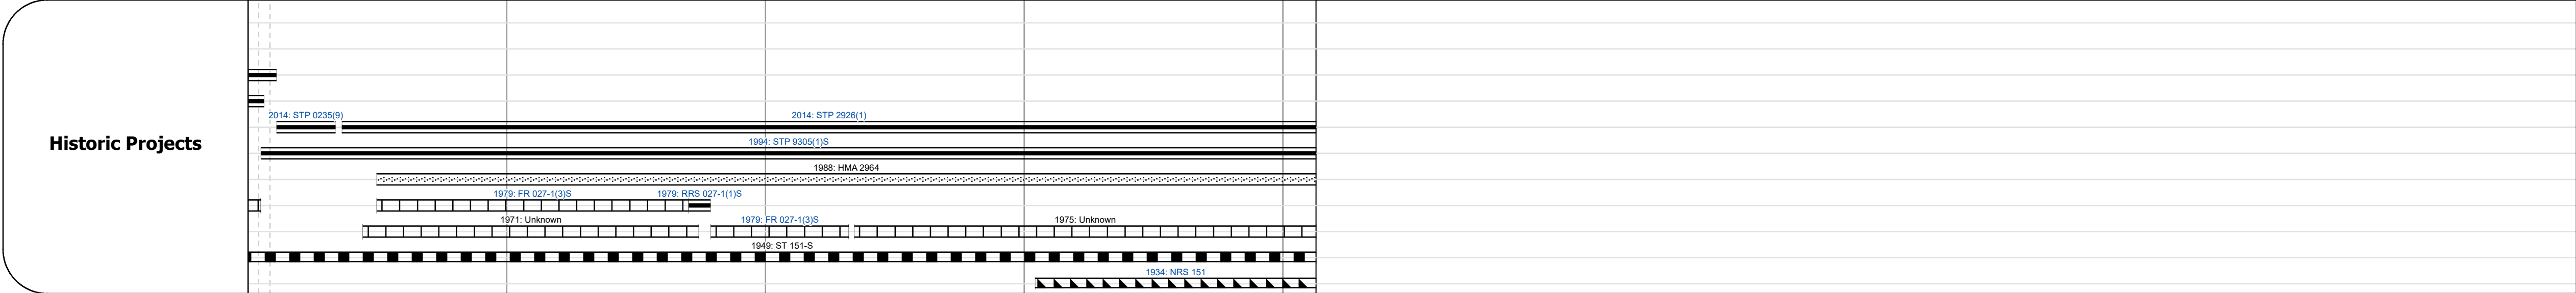 Historic Projects
2014: STP 0235(9)
2014: STP 2926(1)
1994: STP 9305(1)S
1988: HMA 2964
1979: FR 027-1(3)S
1979: RRS 027-1(1)S
1971: Unknown
1979: FR 027-1(3)S
1975: Unknown
1949: ST 151-S
1934: NRS 151